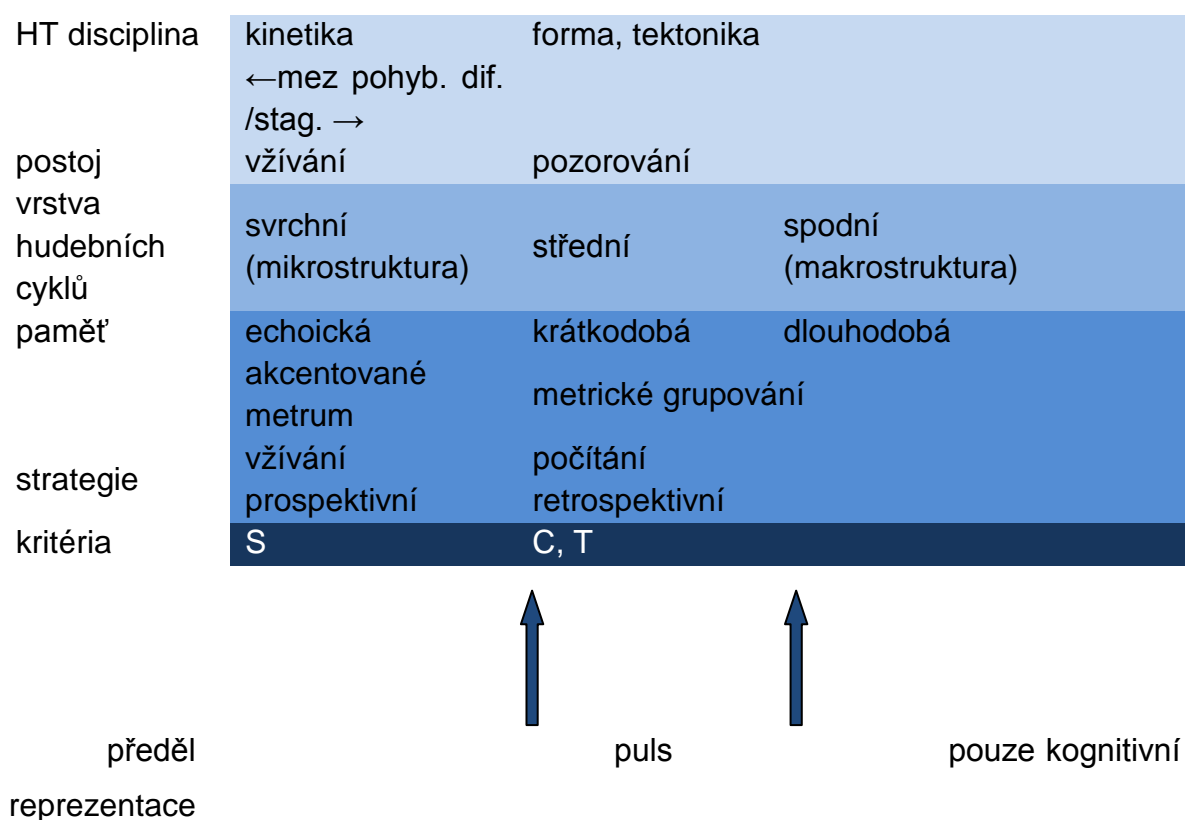 HT disciplina kinetika forma, tektonika
←mez pohyb. dif.
/stag. →
postoj vžívání pozorování
vrstva
hudebních
cyklů
svrchní
(mikrostruktura)
střední
spodní
(makrostruktura)
paměť echoická krátkodobá dlouhodobá
akcentované
metrum
metrické grupování
strategie
vžívání počítání
prospektivní retrospektivní
kritéria S C, T
předěl puls pouze kognitivní
reprezentace